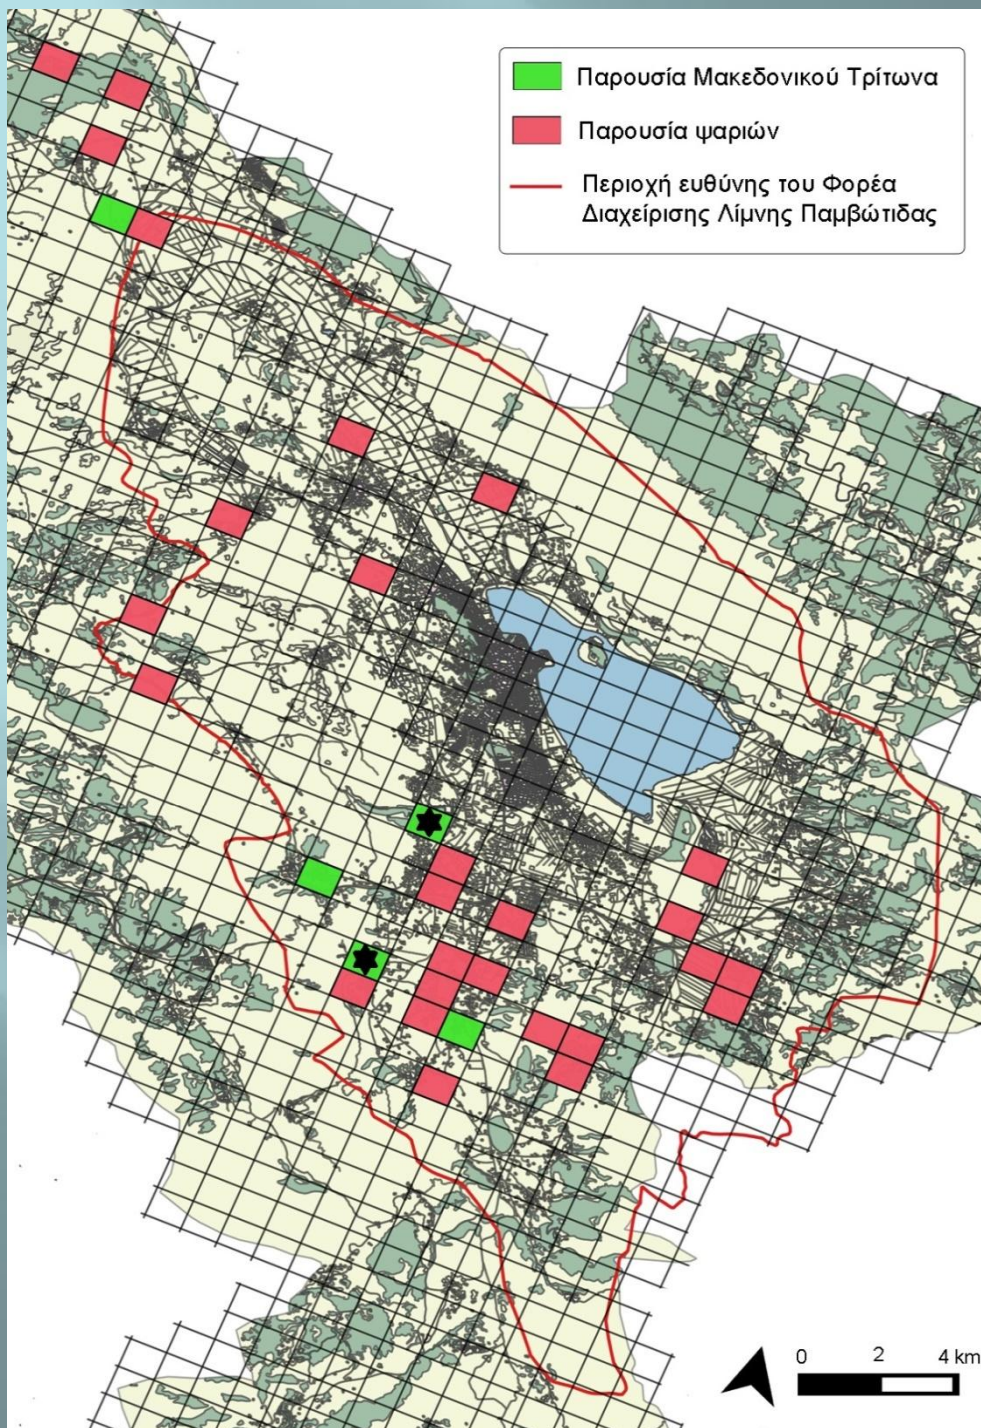 Παρουσία Μακεδονικού Τρίτωνα
Παρουσία ψαριών
Περιοχή ευθύνης του Φορέα
Διαχείρισης Λίμνης Παμβώτιδας
0 2 4 km